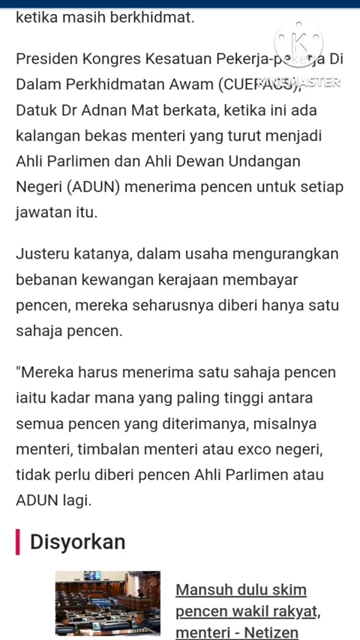 ketika masih berkhidmat.
Presiden Kongres Kesatuan Pekerja-pekerja Di
Dalam Perkhidmatan Awam (CUEPACS),
Datuk Dr Adnan Mat berkata, ketika ini ada
kalangan bekas menteri yang turut menjadi
Ahli Parlimen dan Ahli Dewan Undangan
Negeri (ADUN) menerima pencen untuk setiap
jawatan itu.
Justeru katanya, dalam usaha mengurangkan
bebanan kewangan kerajaan membayar
pencen, mereka seharusnya diberi hanya satu
sahaja pencen.
"Mereka harus menerima satu sahaja pencen
iaitu kadar mana yang paling tinggi antara
semua pencen yang diterimanya, misalnya
menteri, timbalan menteri atau exco negeri,
tidak perlu diberi pencen Ahli Parlimen atau
ADUN lagi.
Disyorkan
Mansuh dulu skim
pencen wakil rakyat,
menteri - Netizen
KINEMASTER